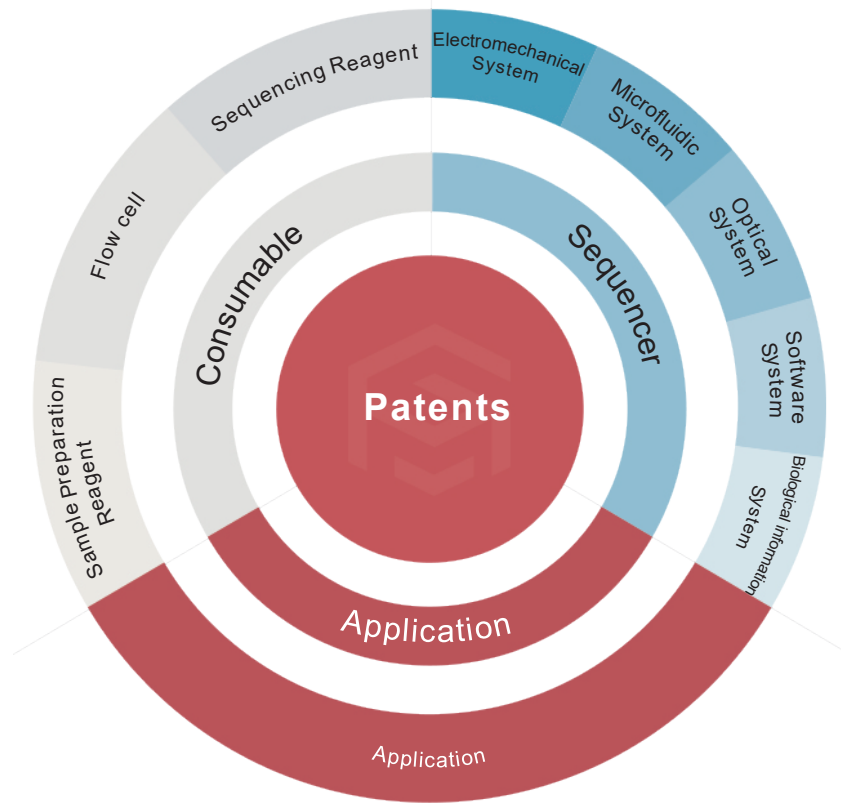 Patents
Sequencer
Application
Consumable
Electromechanical
System
Microfluidic
System
Optical
System
Software
System
Biological information
System
Application
Sample Preparation
Reagent
Flow cell
Sequencing Reagent